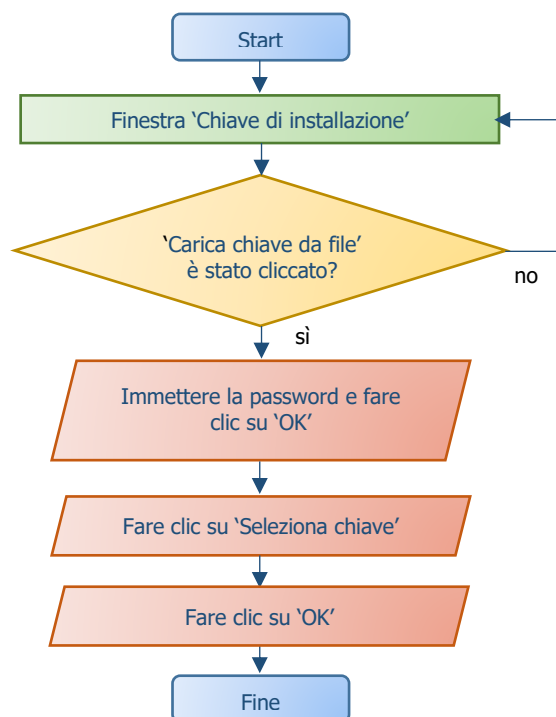 Start
Finestra ‘Chiave di installazione’
‘Carica chiave da file’
è stato cliccato?
no
sì
Immettere la password e fare
clic su ‘OK’
Fare clic su ‘Seleziona chiave’
Fare clic su ‘OK’
Fine